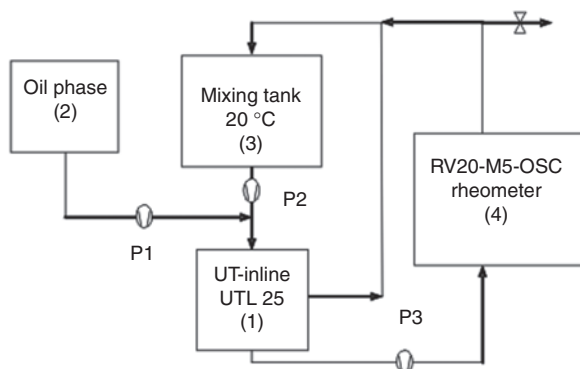 Oil phase
(2)
Mixing tank
20 °C
(3)
RV20-M5-OSC
rheometer
(4)
P2
P1
UT-inline
UTL 25
(1)
P3